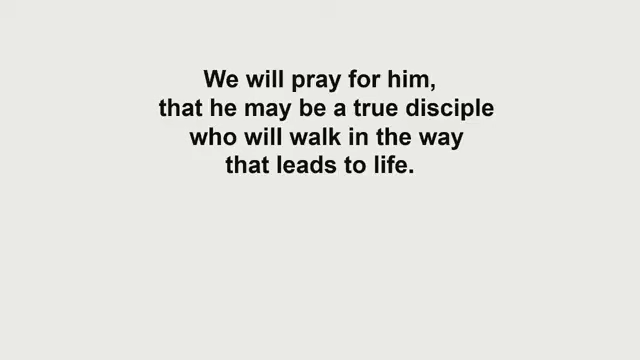 We will pray for him,
that he may be a true disciple
who will walk in the way
that leads to life.